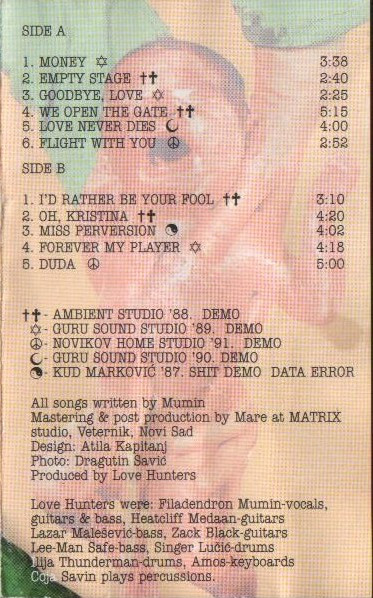 SIDE A
1. MONEY ✡ 3:38
2. EMPTY STAGE ✝✝ 2:40
3. GOODBYE, LOVE ✡ 2:25
4. WE OPEN THE GATE ✝✝ 5:15
5. LOVE NEVER DIES ☾ 4:00
6. FLIGHT WITH YOU ☮ 2:52
SIDE B
1. I'D RATHER BE YOUR FOOL ✝✝ 3:10
2. OH, KRISTINA ✝✝ 4:20
3. MISS PERVERSION ☯ 4:02
4. FOREVER MY PLAYER ✡ 4:18
5. DUDA ☮ 5:00
✝✝- AMBIENT STUDIO '88. DEMO
✡- GURU SOUND STUDIO '89. DEMO
☮- NOVIKOV HOME STUDIO '91. DEMO
☾- GURU SOUND STUDIO '90. DEMO
☯- KUD MARKOVIĆ '87. SHIT DEMO DATA ERROR
All songs written by Mumin
Mastering & post production by Mare at MATRIX
studio, Veternik, Novi Sad
Design: Atila Kapitanj
Photo: Dragutin Savić
Produced by Love Hunters
Love Hunters were: Filadendron Mumin-vocals,
guitars & bass, Heatcliff Medaan-guitars
Lazar Malešević-bass, Zack Black-guitars
Lee-Man Safe-bass, Singer Lučić-drums
Ilija Thunderman-drums, Amos-keyboards
Coja Savin plays percussions.